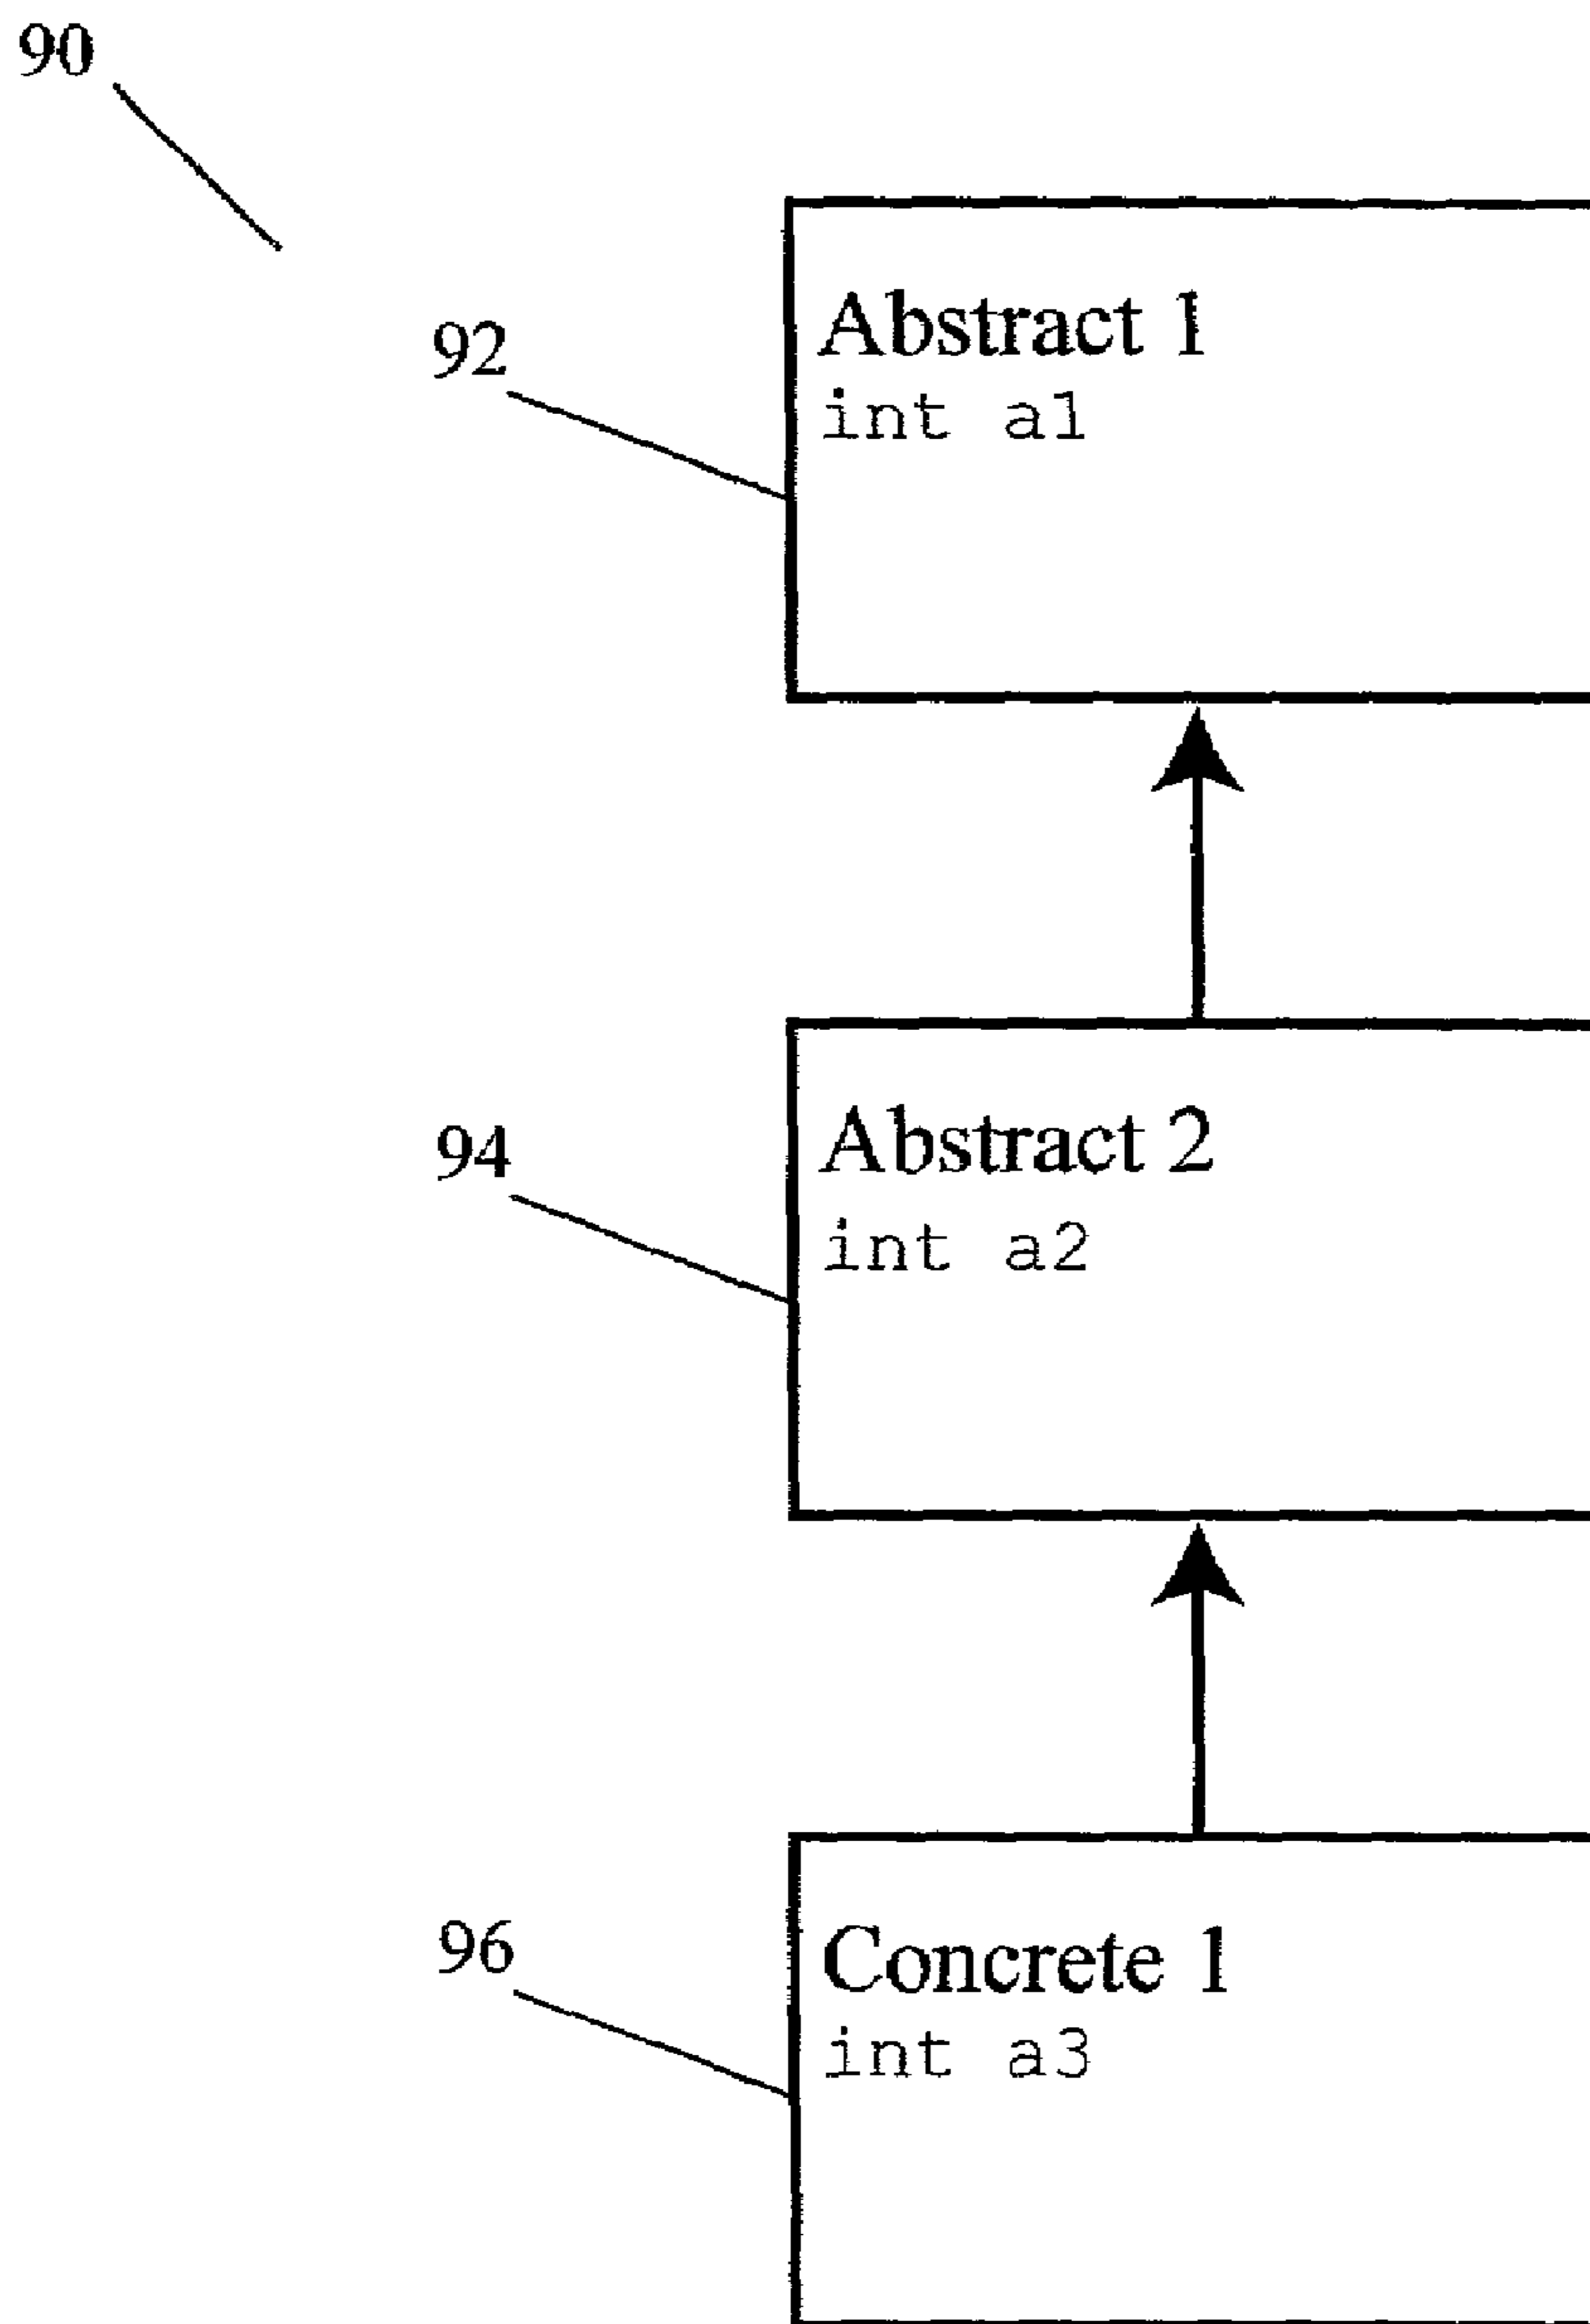 90
92
Abstract 1
int a1
94
Abstract 2
int a2
96
Concrete 1
int a3